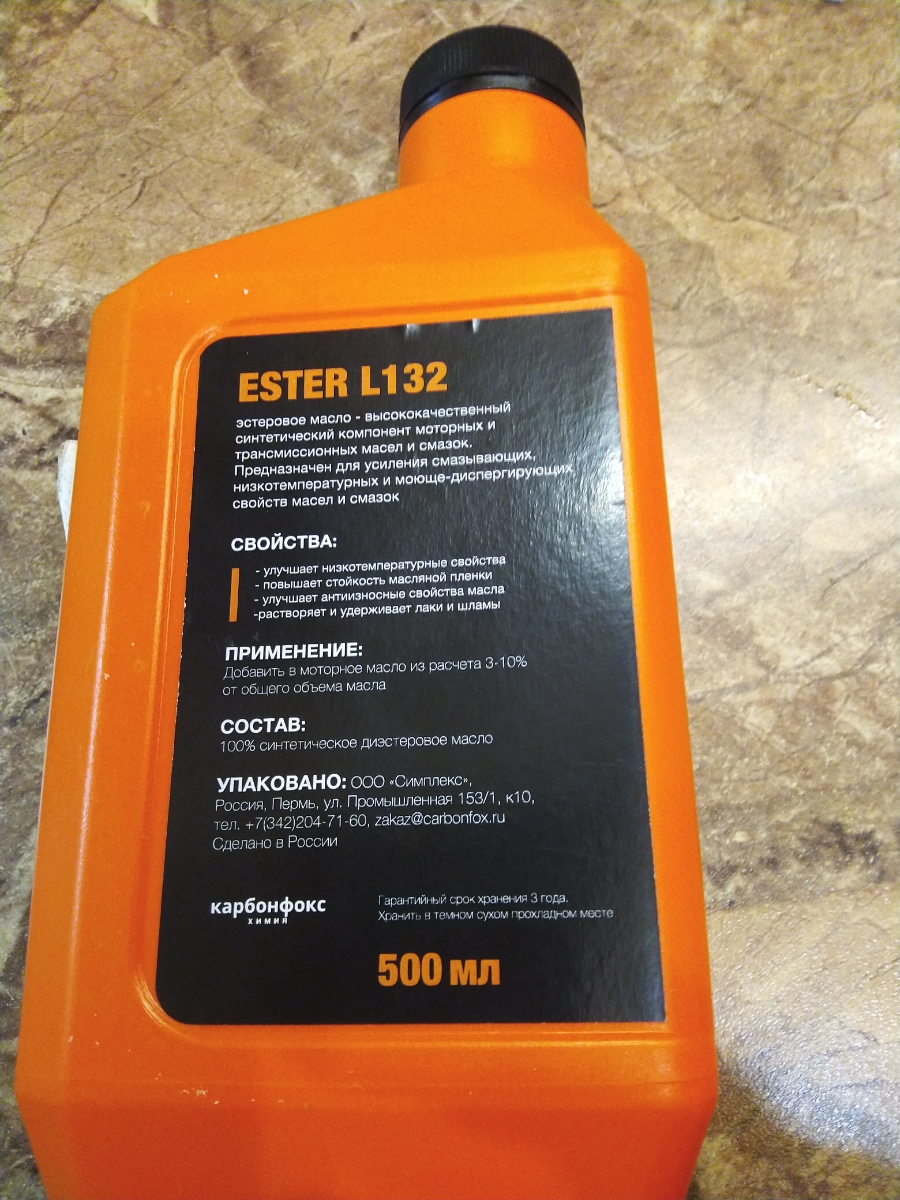 ESTER L132
эстеровое масло - высококачественный
синтетический компонент моторных и
трансмиссионных масел и смазок.
Предназначен для усиления смазывающих,
низкотемпературных и моюще-диспергирующих
свойств масел и смазок
СВОЙСТВА:
- улучшает низкотемпературные свойства
- повышает стойкость масляной пленки
- улучшает антиизносные свойства масла
-растворяет и удерживает лаки и шламы
ПРИМЕНЕНИЕ:
Добавить в моторное масло из расчета 3-10%
от общего объема масла
СОСТАВ:
100% синтетическое диэстеровое масло
УПАКОВАНО: ООО «Симплекс»,
Россия, Пермь, ул. Промышленная 153/1, к10,
тел. +7(342)204-71-60, zakaz@carbonfox.ru
Сделано в России
карбонфокс
химия
Гарантийный срок хранения 3 года.
Хранить в темном сухом прохладном месте
500 мл